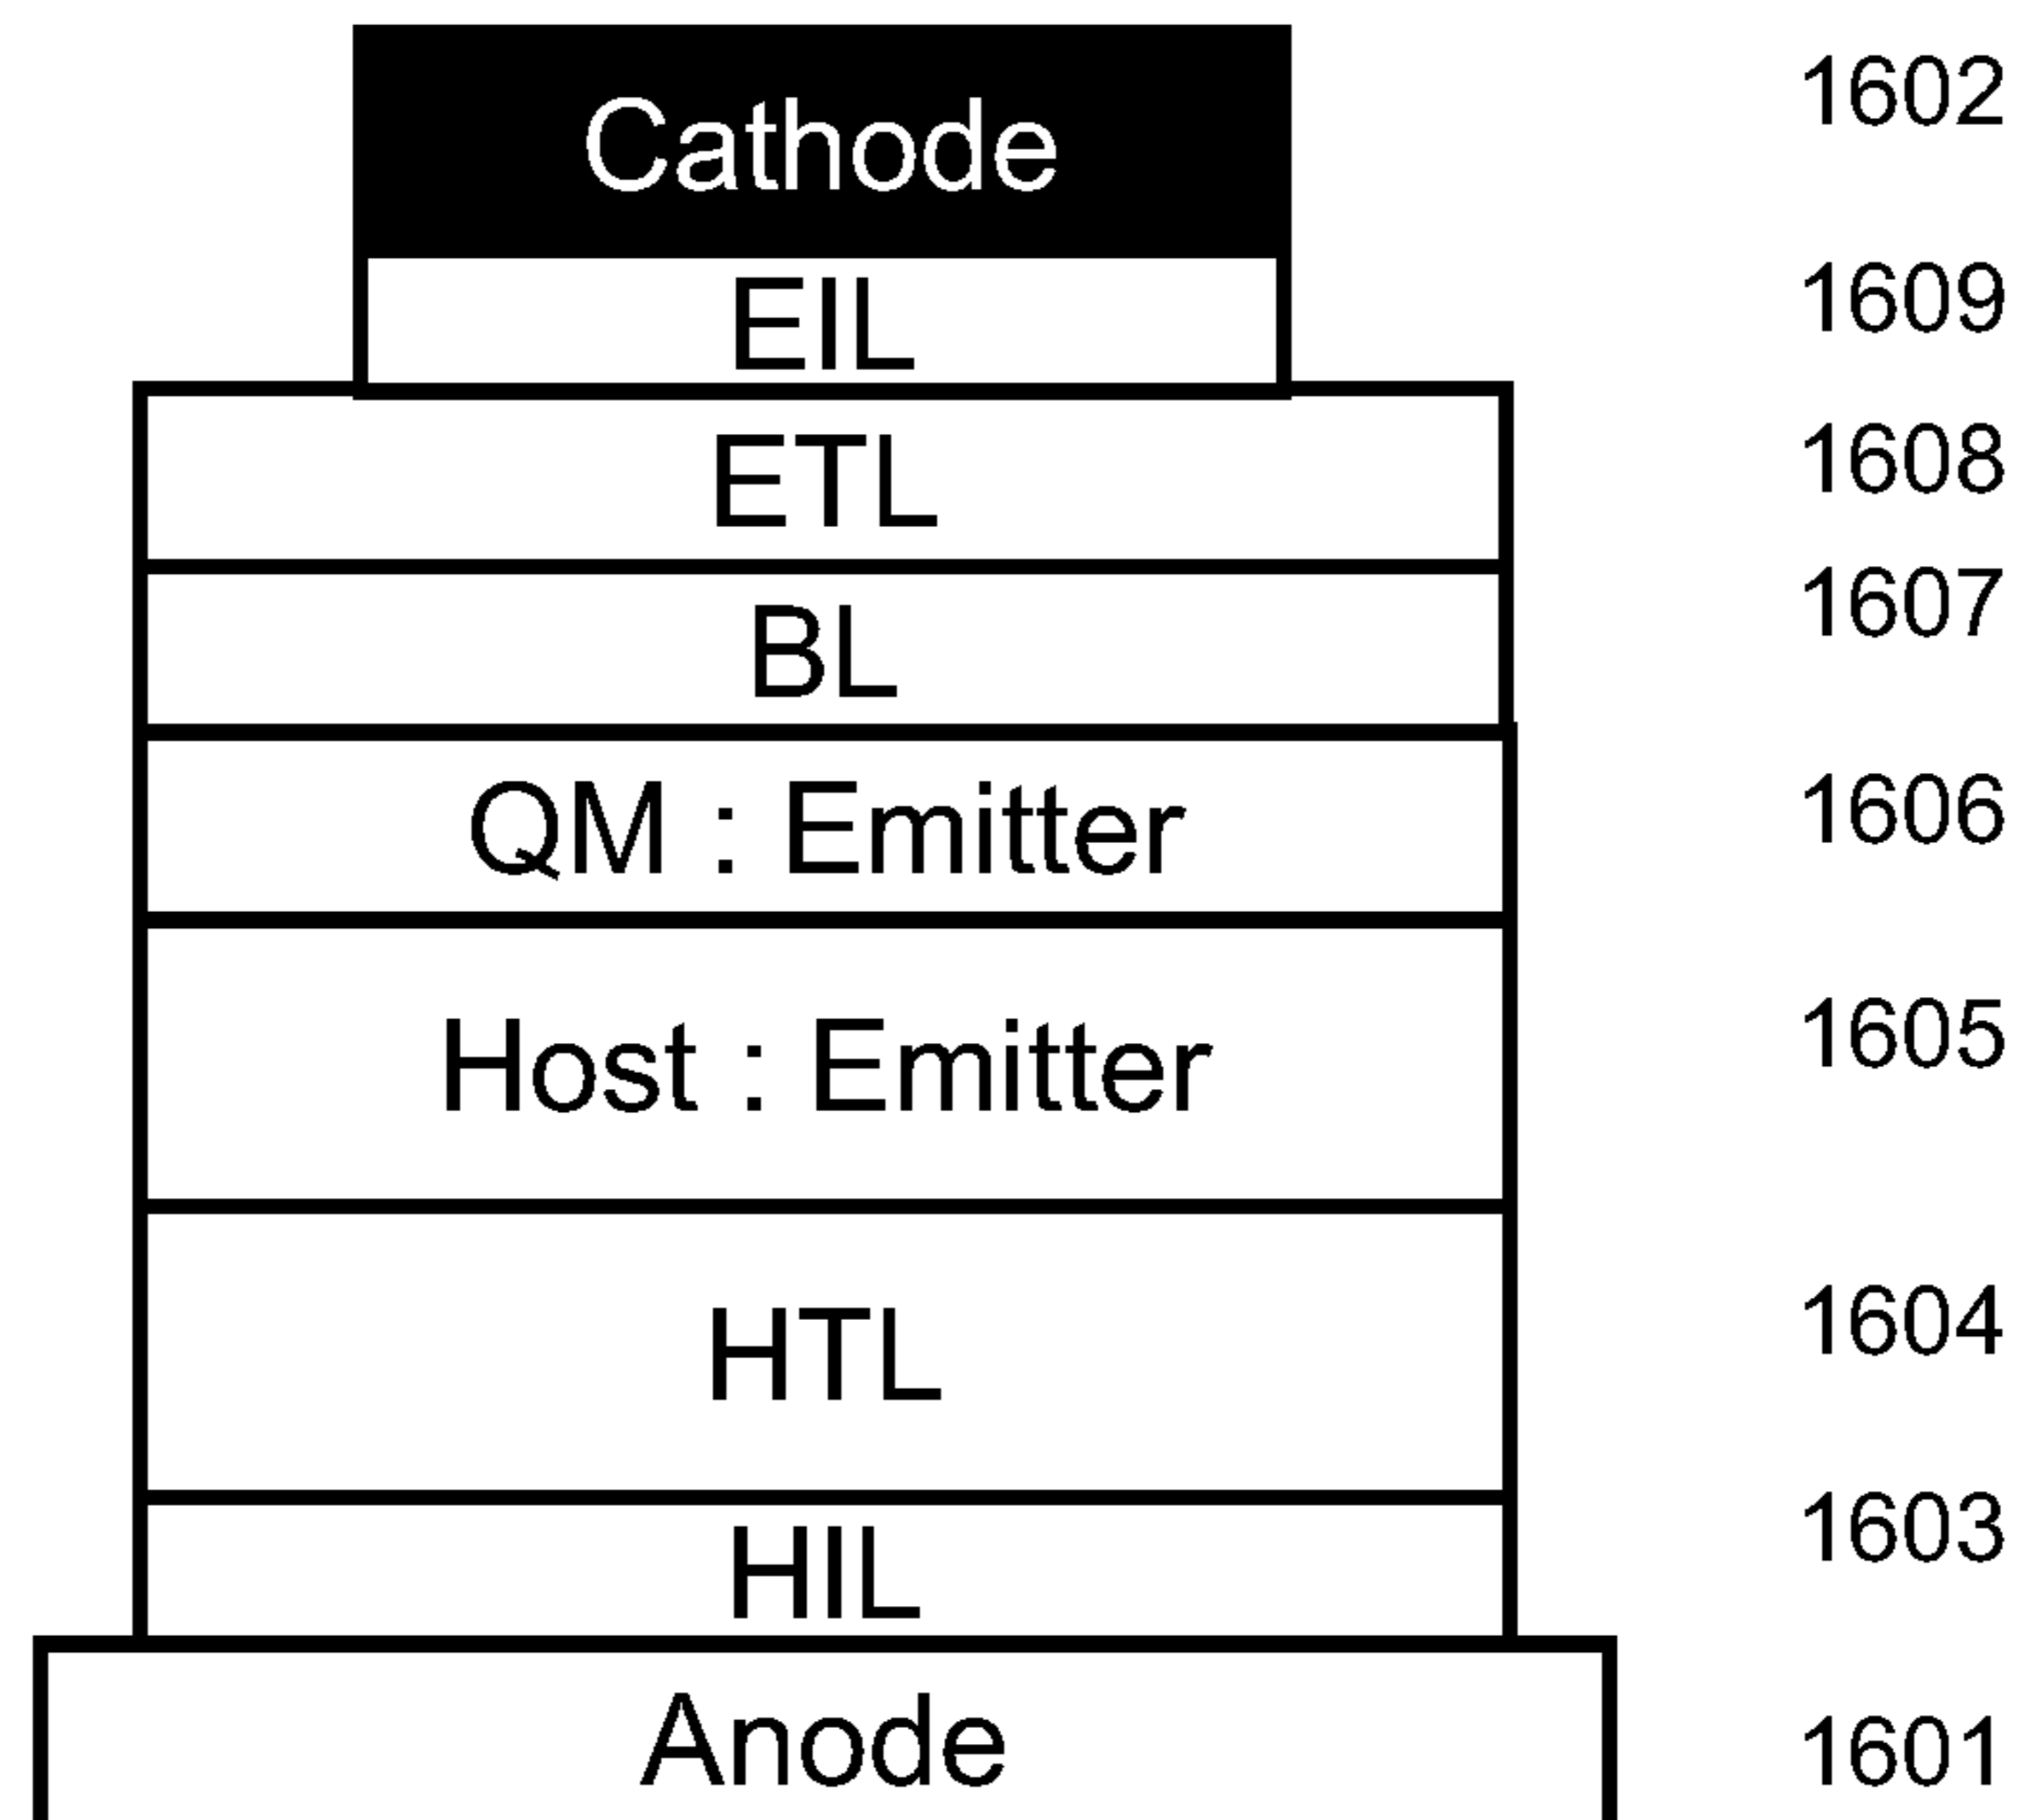 Cathode 1602
EIL 1609
ETL 1608
BL 1607
QM : Emitter 1606
Host : Emitter 1605
HTL 1604
HIL 1603
Anode 1601